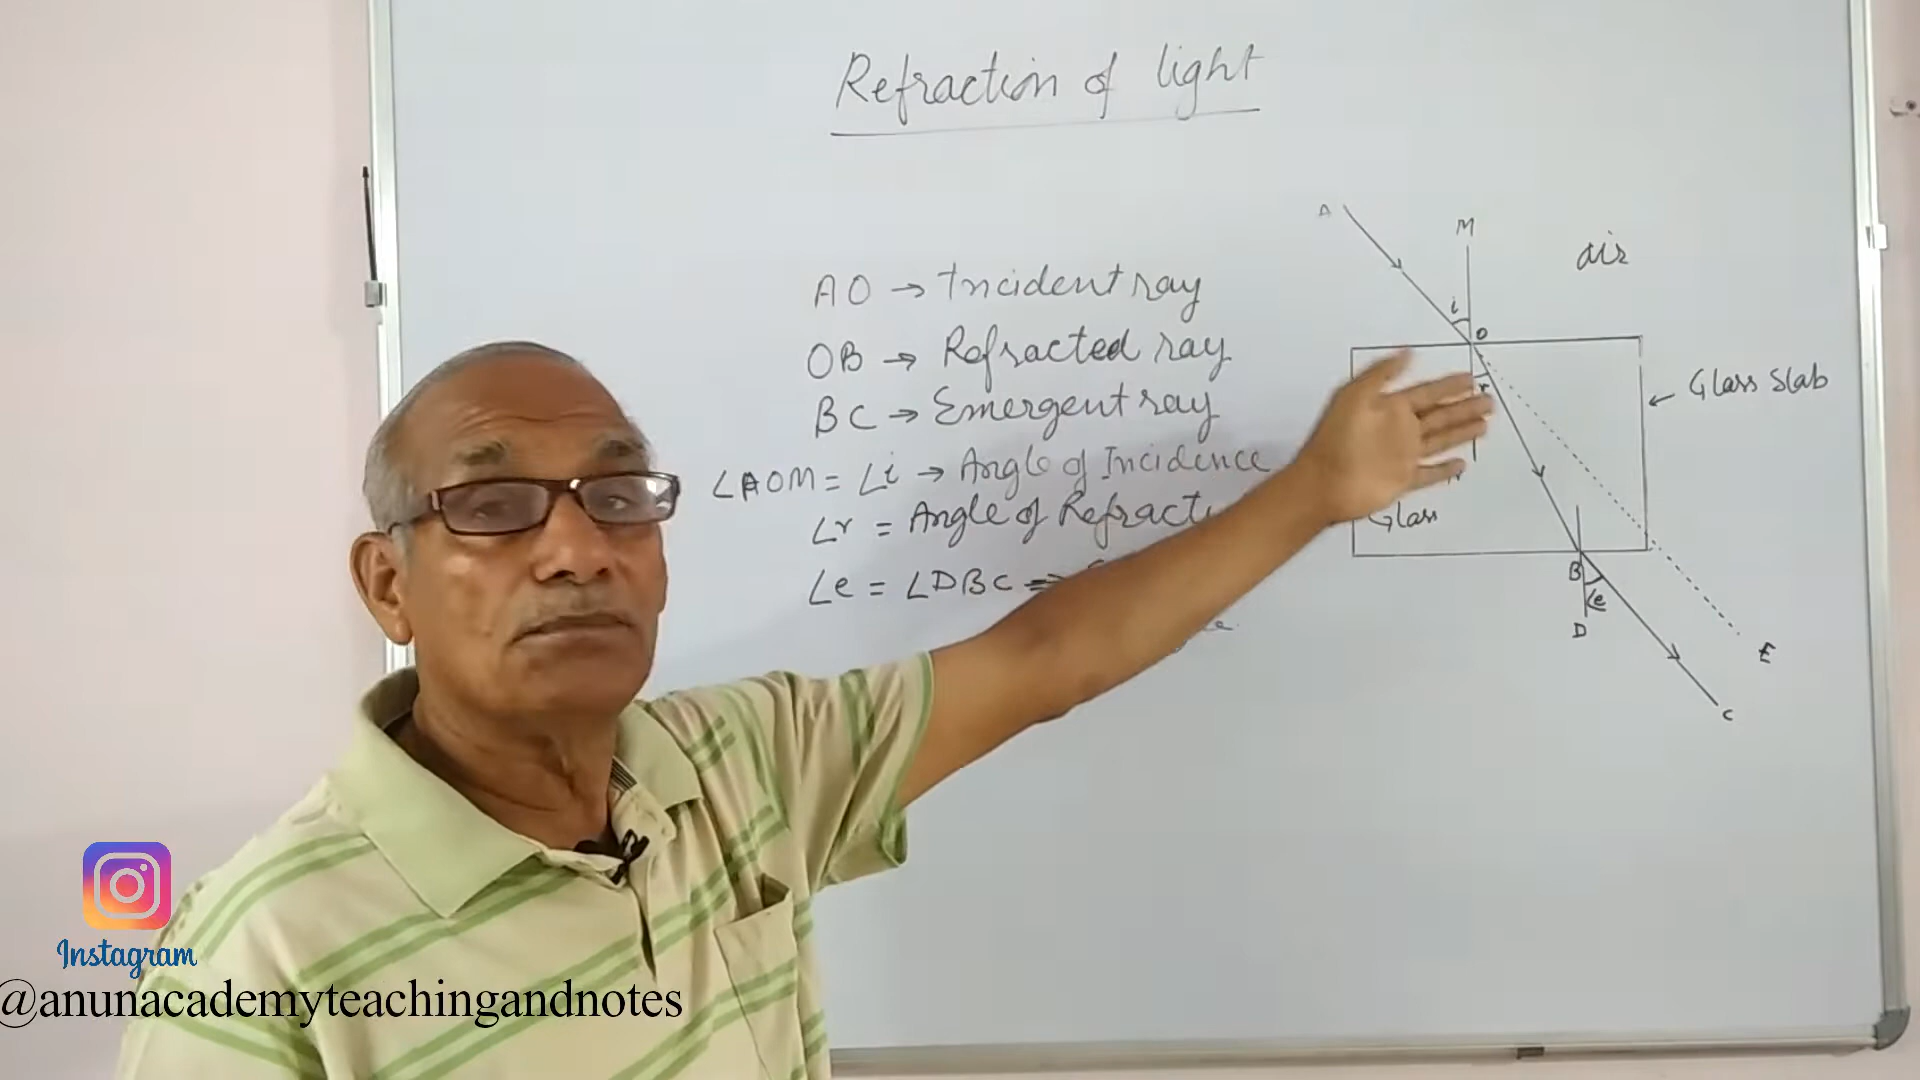 Refraction of light
AO → Incident ray
OB → Refracted ray
BC → Emergent ray
∠AOM = ∠i → Angle of Incidence
∠r = Angle of
∠e = ∠DBC ⇒
A
M
air
i
O
r
Glass Slab
Glass
B
∠e
D
E
C
Instagram
@anunacademyteachingandnotes